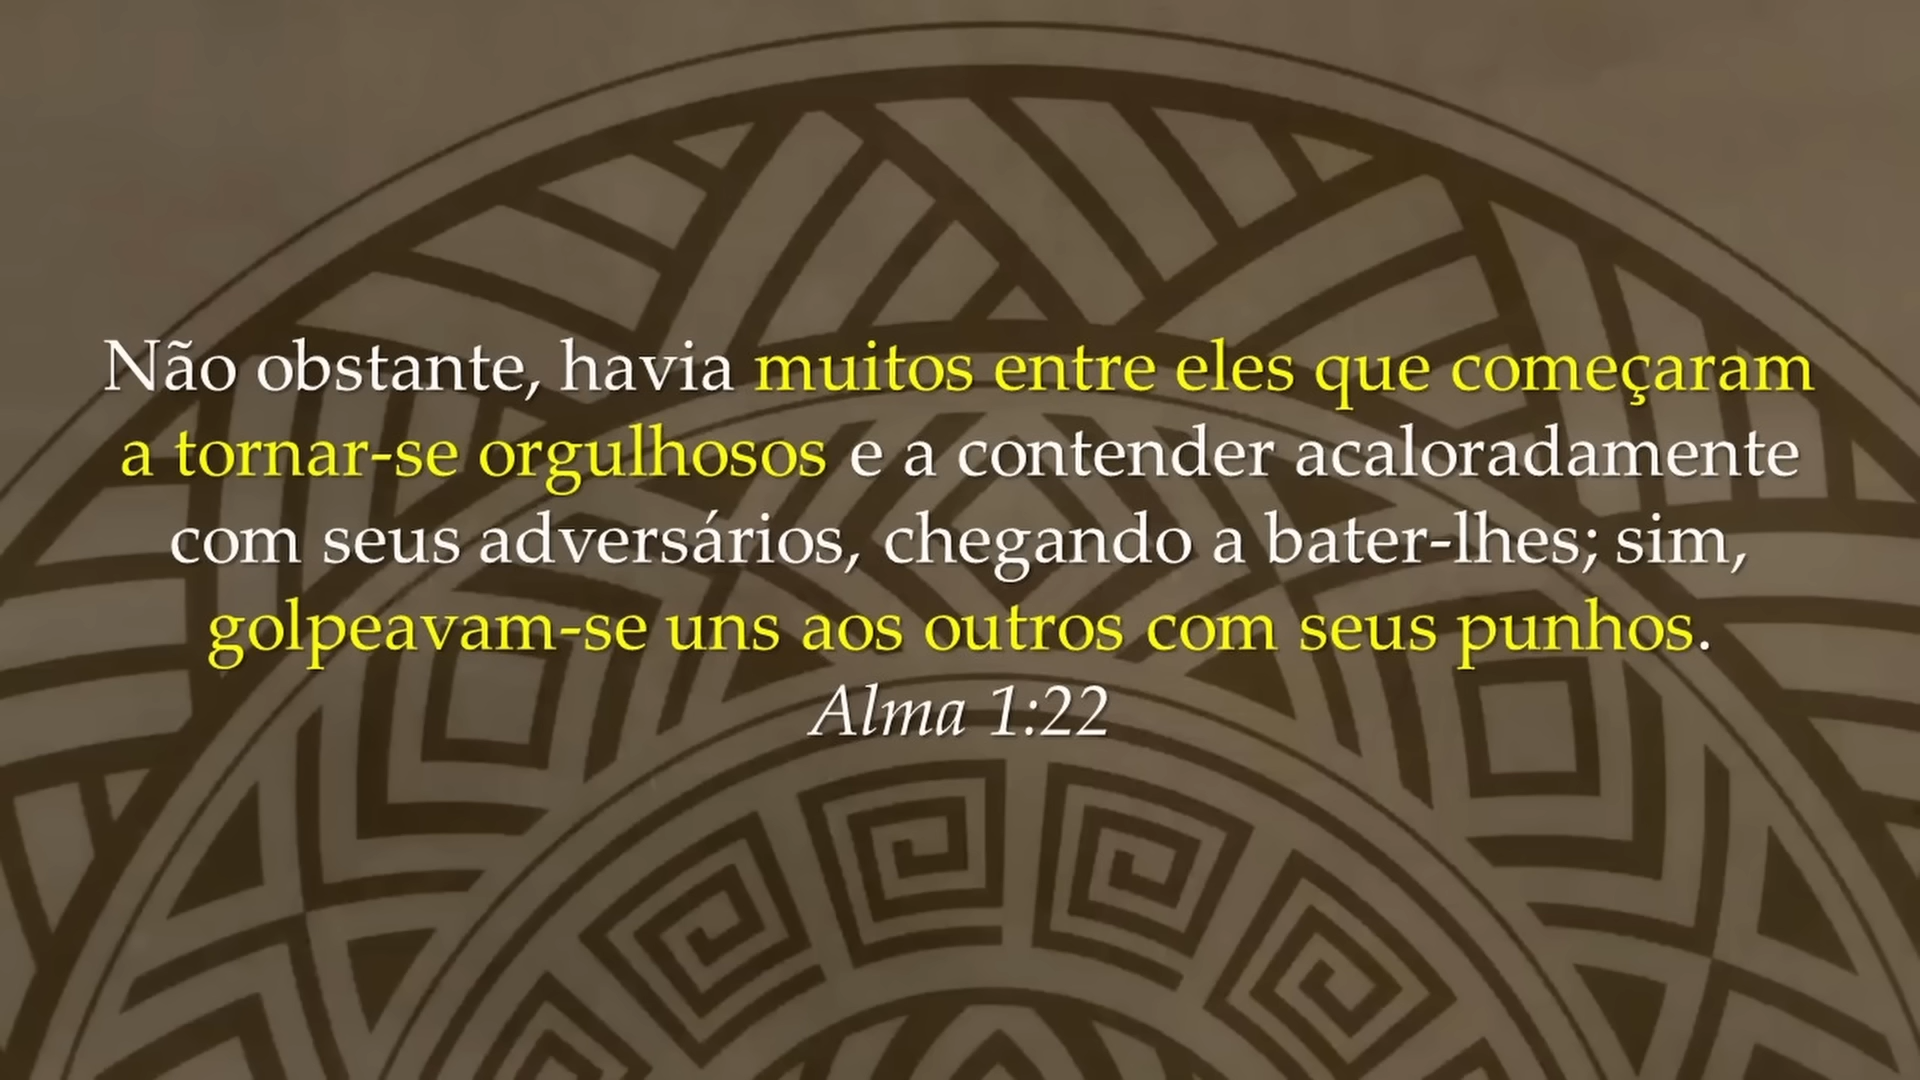 Não obstante, havia muitos entre eles que começaram
a tornar-se orgulhosos e a contender acaloradamente
com seus adversários, chegando a bater-lhes; sim,
golpeavam-se uns aos outros com seus punhos.
Alma 1:22